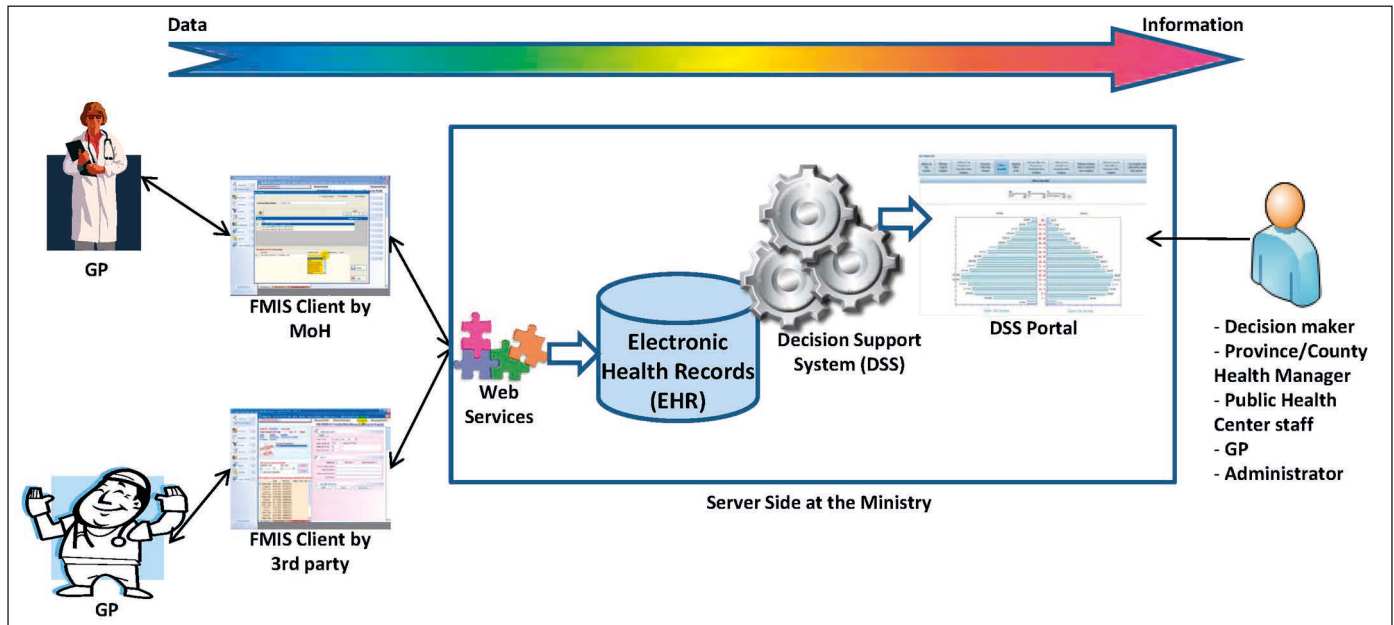 Data
Information
GP
FMIS Client by
MoH
FMIS Client by
3rd party
GP
Web
Services
Electronic
Health Records
(EHR)
Decision Support
System (DSS)
DSS Portal
Server Side at the Ministry
- Decision maker
- Province/County
Health Manager
- Public Health
Center staff
- GP
- Administrator